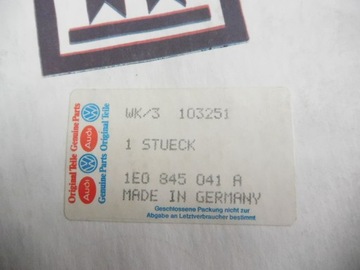 WK/3 103251
1 STUECK
1E0 845 041 A
MADE IN GERMANY
Geschlossene Packung nicht zur
Abgabe an Letztverbraucher bestimmt
Original Teile Genuine Parts
Audi
Audi
Genuine Parts Original Teile